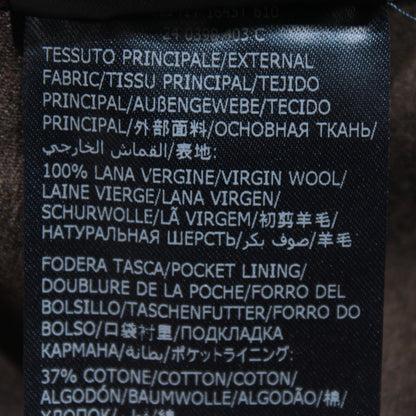 TESSUTO PRINCIPALE/EXTERNAL
FABRIC/TISSU PRINCIPAL/TEJIDO
PRINCIPAL/AUßENGEWEBE/TECIDO
PRINCIPAL/外部面料/ОСНОВНАЯ ТКАНЬ/
القماش الخارجي/表地:
100% LANA VERGINE/VIRGIN WOOL/
LAINE VIERGE/LANA VIRGEN/
SCHURWOLLE/LÃ VIRGEM/初剪羊毛/
НАТУРАЛЬНАЯ ШЕРСТЬ/صوف بكر/羊毛
FODERA TASCA/POCKET LINING/
DOUBLURE DE LA POCHE/FORRO DEL
BOLSILLO/TASCHENFUTTER/FORRO DO
BOLSO/口袋衬里/ПОДКЛАДКА
КАРМАНА/بطانة/ポケットライニング:
37% COTONE/COTTON/COTON/
ALGODÓN/BAUMWOLLE/ALGODÃO/棉/
ХЛОПОК/قطن/綿